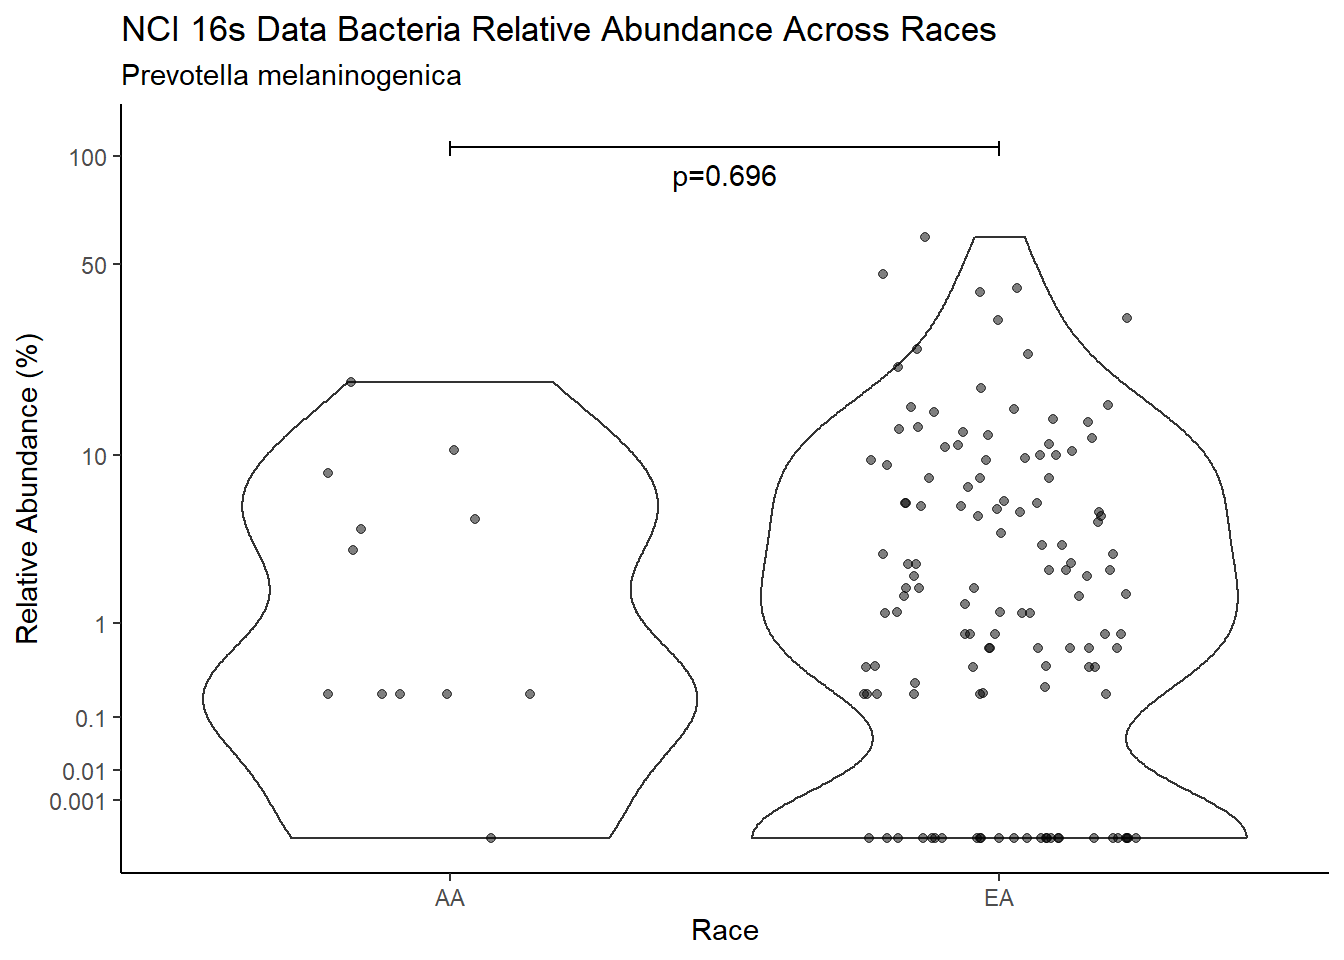 NCI 16s Data Bacteria Relative Abundance Across Races
Prevotella melaninogenica
100
p=0.696
50
10
1
0.1
0.01
0.001
Relative Abundance (%)
AA
EA
Race